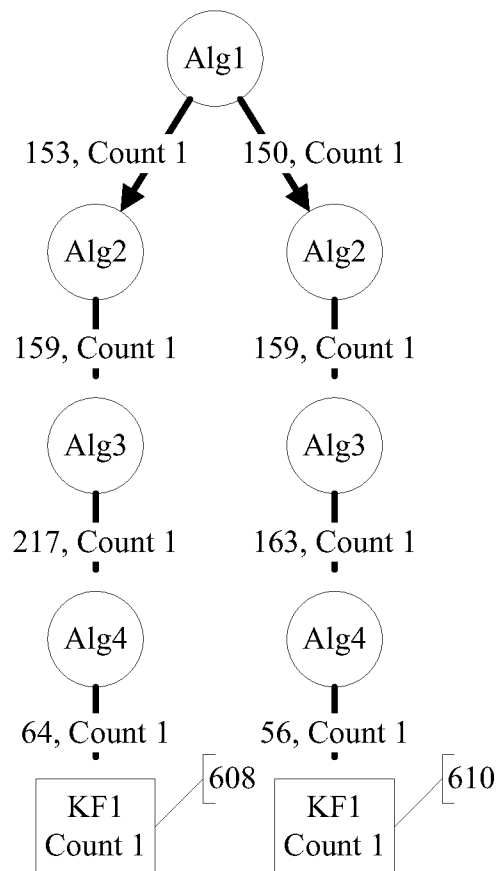 Alg1
153, Count 1
150, Count 1
Alg2
Alg2
159, Count 1
159, Count 1
Alg3
Alg3
217, Count 1
163, Count 1
Alg4
Alg4
64, Count 1
56, Count 1
608
610
KF1
Count 1
KF1
Count 1